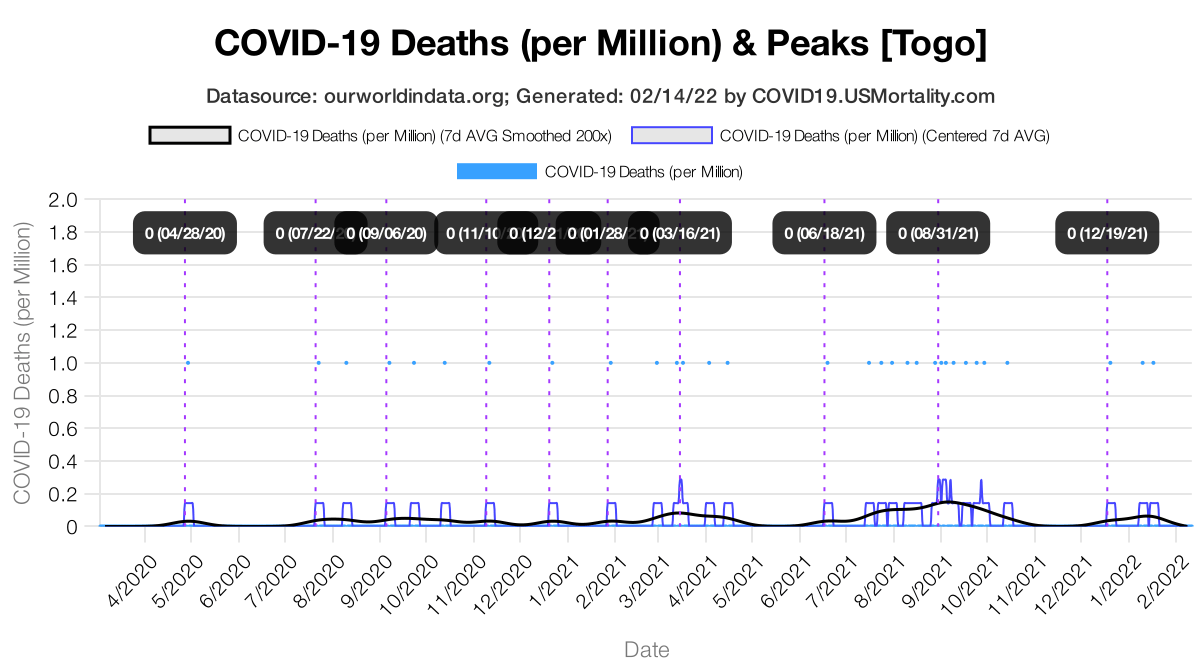 COVID-19 Deaths (per Million) & Peaks [Togo]
Datasource: ourworldindata.org; Generated: 02/14/22 by COVID19.USMortality.com
COVID-19 Deaths (per Million) (7d AVG Smoothed 200x) COVID-19 Deaths (per Million) (Centered 7d AVG)
COVID-19 Deaths (per Million)
COVID-19 Deaths (per Million)
2.0
1.8
1.6
1.4
1.2
1.0
0.8
0.6
0.4
0.2
0
0 (04/28/20) 0 (07/22/ 0 (09/06/20) 0 (11/10/ 0 (12/2 0 (01/28/ 0 (03/16/21) 0 (06/18/21) 0 (08/31/21) 0 (12/19/21)
4/2020 5/2020 6/2020 7/2020 8/2020 9/2020 10/2020 11/2020 12/2020 1/2021 2/2021 3/2021 4/2021 5/2021 6/2021 7/2021 8/2021 9/2021 10/2021 11/2021 12/2021 1/2022 2/2022
Date